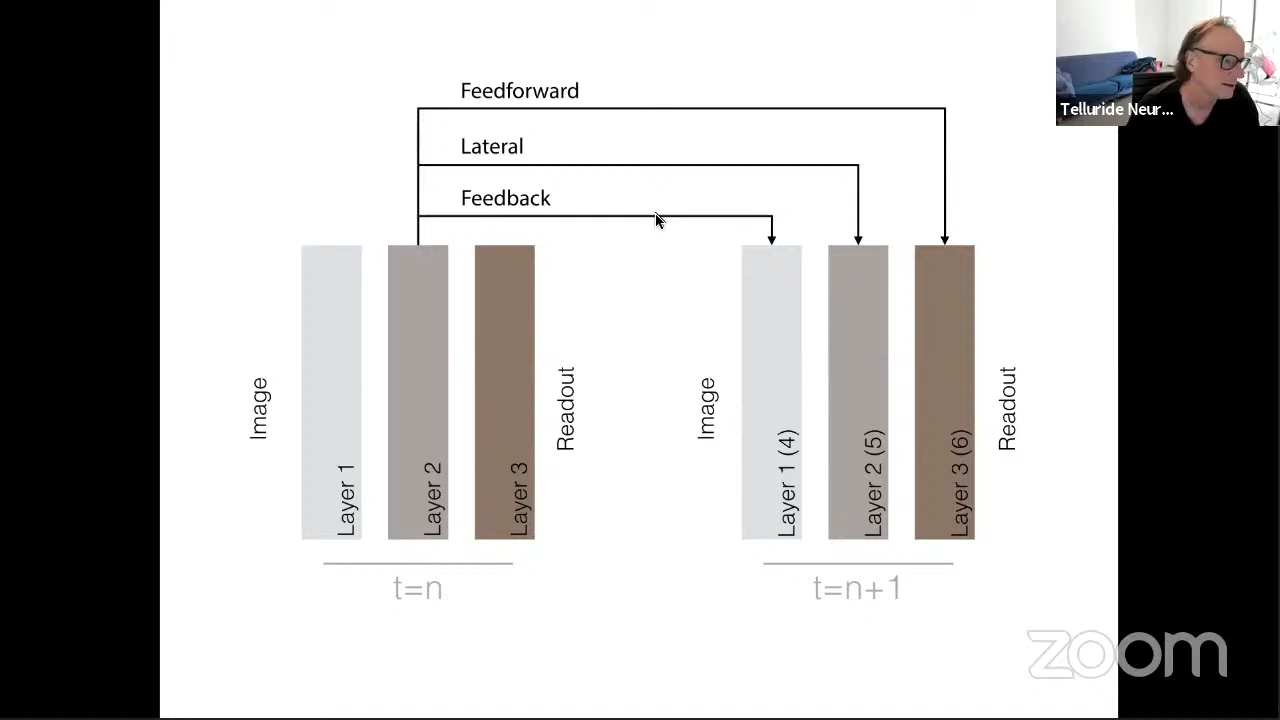 Feedforward
Lateral
Feedback
Image
Layer 1
Layer 2
Layer 3
Readout
Image
Layer 1 (4)
Layer 2 (5)
Layer 3 (6)
Readout
t=n
t=n+1
Telluride Neur...
zoom